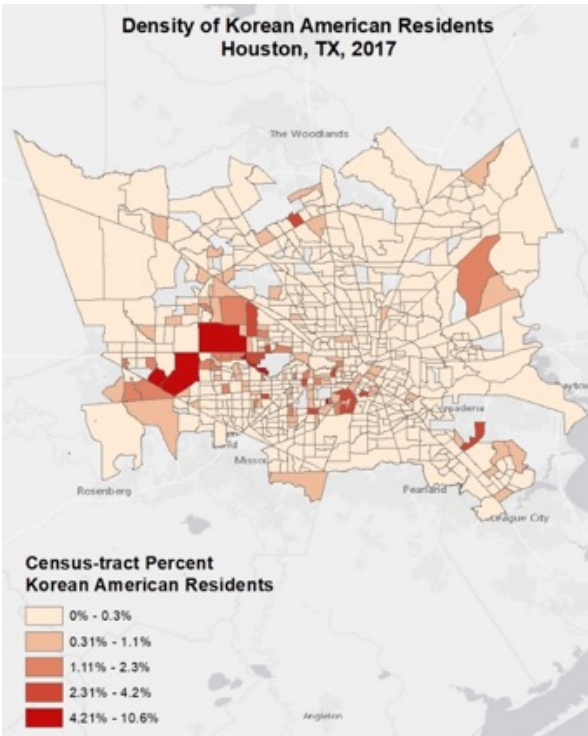 Density of Korean American Residents
Houston, TX, 2017
The Woodlands
Rosenberg
Pearland
League City
Angleton
Census-tract Percent
Korean American Residents
0% - 0.3%
0.31% - 1.1%
1.11% - 2.3%
2.31% - 4.2%
4.21% - 10.6%